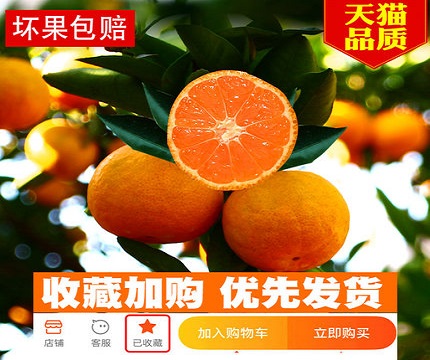 坏果包赔
天猫
品质
收藏加购 优先发货
店铺
客服
已收藏
加入购物车
立即购买